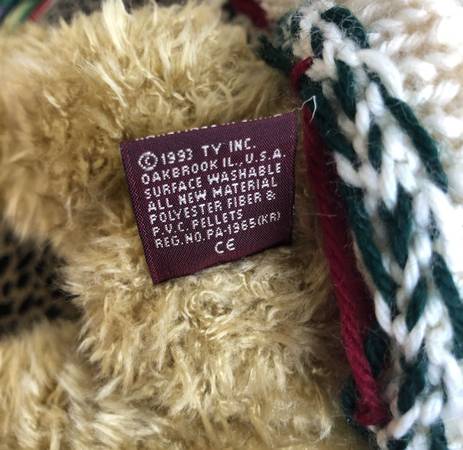 © 1993 TY INC.
OAKBROOK IL., U.S.A.
SURFACE WASHABLE
ALL NEW MATERIAL
POLYESTER FIBER &
P.V.C. PELLETS
REG. NO. PA-1965(KR)
CE